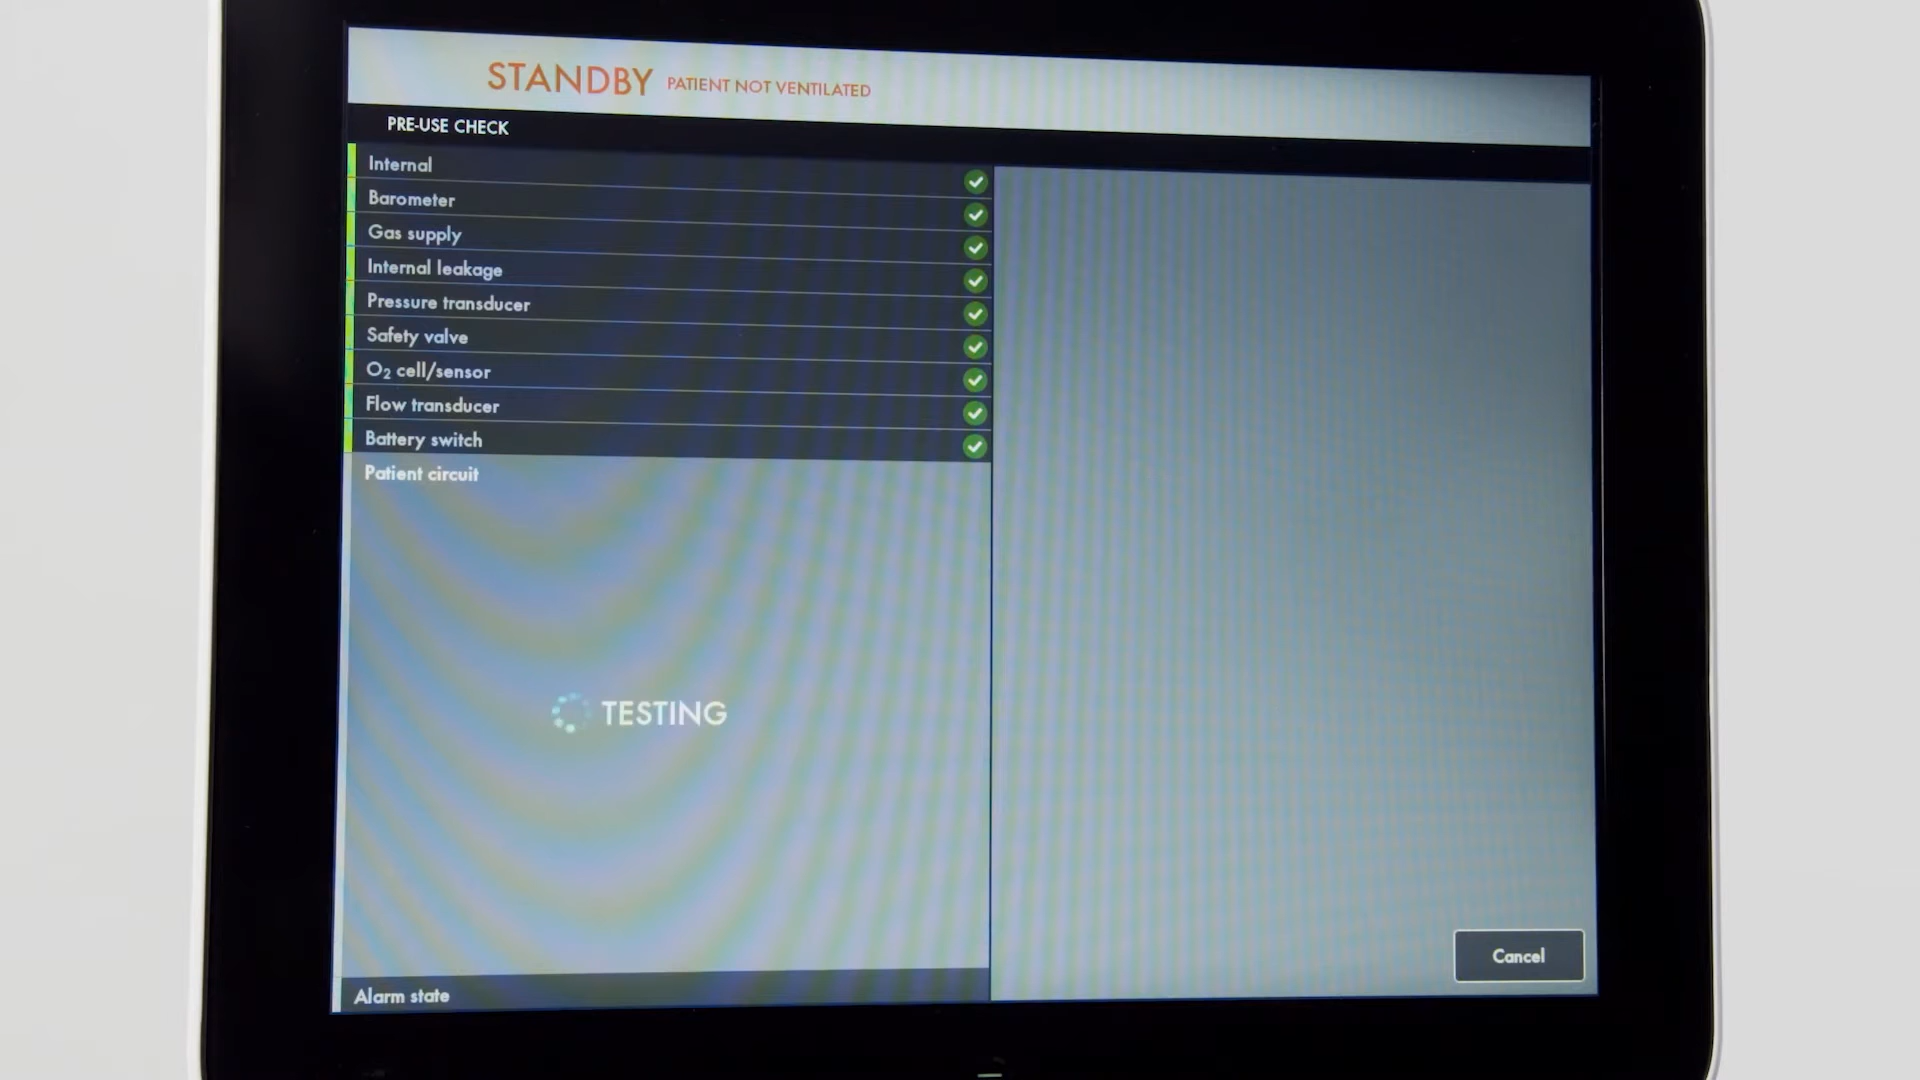 STANDBY PATIENT NOT VENTILATED
PRE-USE CHECK
Internal
Barometer
Gas supply
Internal leakage
Pressure transducer
Safety valve
O₂ cell/sensor
Flow transducer
Battery switch
Patient circuit
TESTING
Cancel
Alarm state